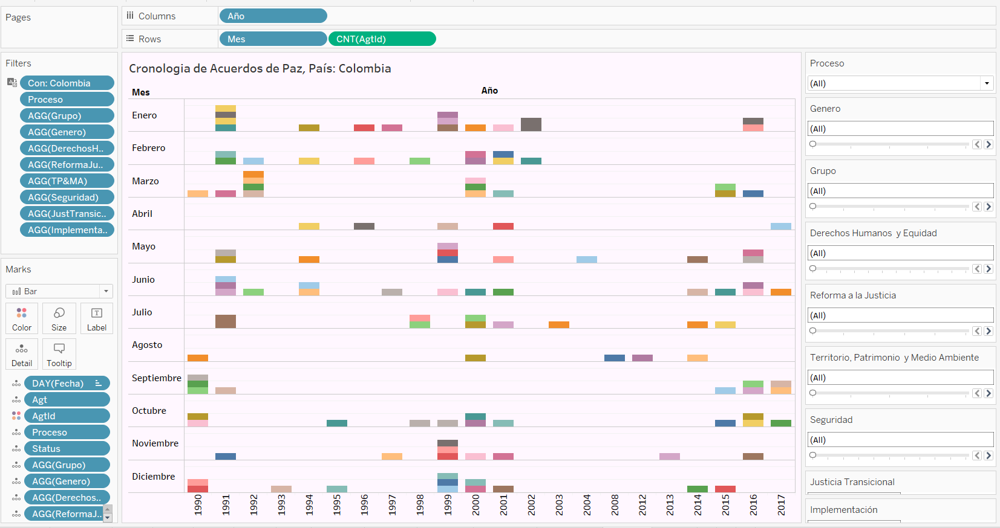 Pages
Columns
Año
Rows
Mes
CNT(AgtId)
Filters
Con: Colombia
Proceso
AGG(Grupo)
AGG(Genero)
AGG(DerechosH..
AGG(ReformaJu..
AGG(TP&MA)
AGG(Seguridad)
AGG(JustTransic..
AGG(Implementa..
Marks
Bar
Color
Size
Label
Detail
Tooltip
DAY(Fecha)
Agt
AgtId
Proceso
Status
AGG(Grupo)
AGG(Genero)
AGG(Derechos..
AGG(ReformaJ..
Cronologia de Acuerdos de Paz, País: Colombia
Mes
Año
Enero
Febrero
Marzo
Abril
Mayo
Junio
Julio
Agosto
Septiembre
Octubre
Noviembre
Diciembre
1990
1991
1992
1993
1994
1995
1996
1997
1998
1999
2000
2001
2002
2003
2004
2008
2012
2013
2014
2015
2016
2017
Proceso
(All)
Genero
(All)
Grupo
(All)
Derechos Humanos y Equidad
(All)
Reforma a la Justicia
(All)
Territorio, Patrimonio y Medio Ambiente
(All)
Seguridad
(All)
Justicia Transicional
Implementación